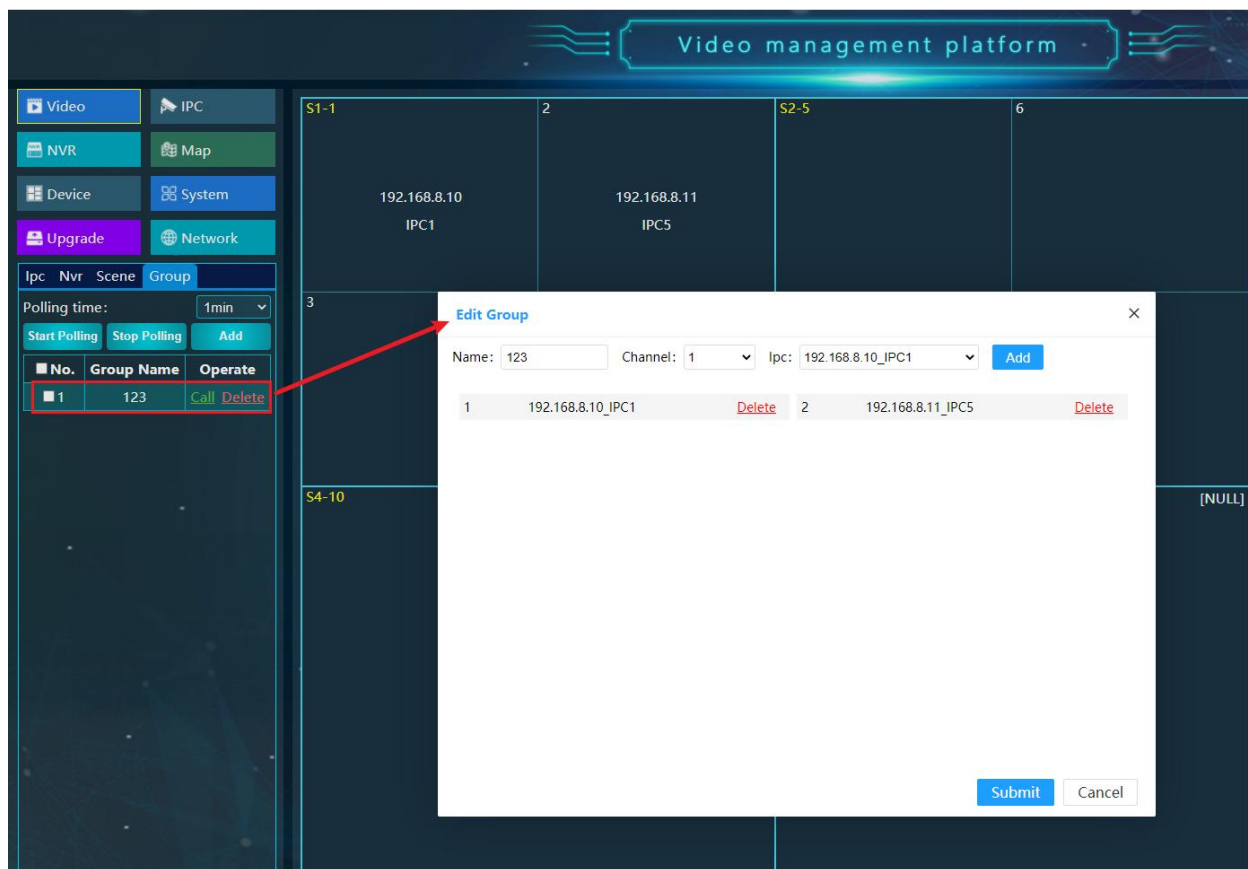 Video management platform
Video IPC
NVR Map
Device System
Upgrade Network
Ipc Nvr Scene Group
Polling time: 1min
Start Polling Stop Polling Add
No. Group Name Operate
1 123 Call Delete
S1-1 2 S2-5 6
192.168.8.10 192.168.8.11
IPC1 IPC5
3
S4-10 [NULL]
Edit Group
Name: 123 Channel: 1 Ipc: 192.168.8.10_IPC1 Add
1 192.168.8.10_IPC1 Delete 2 192.168.8.11_IPC5 Delete
Submit Cancel